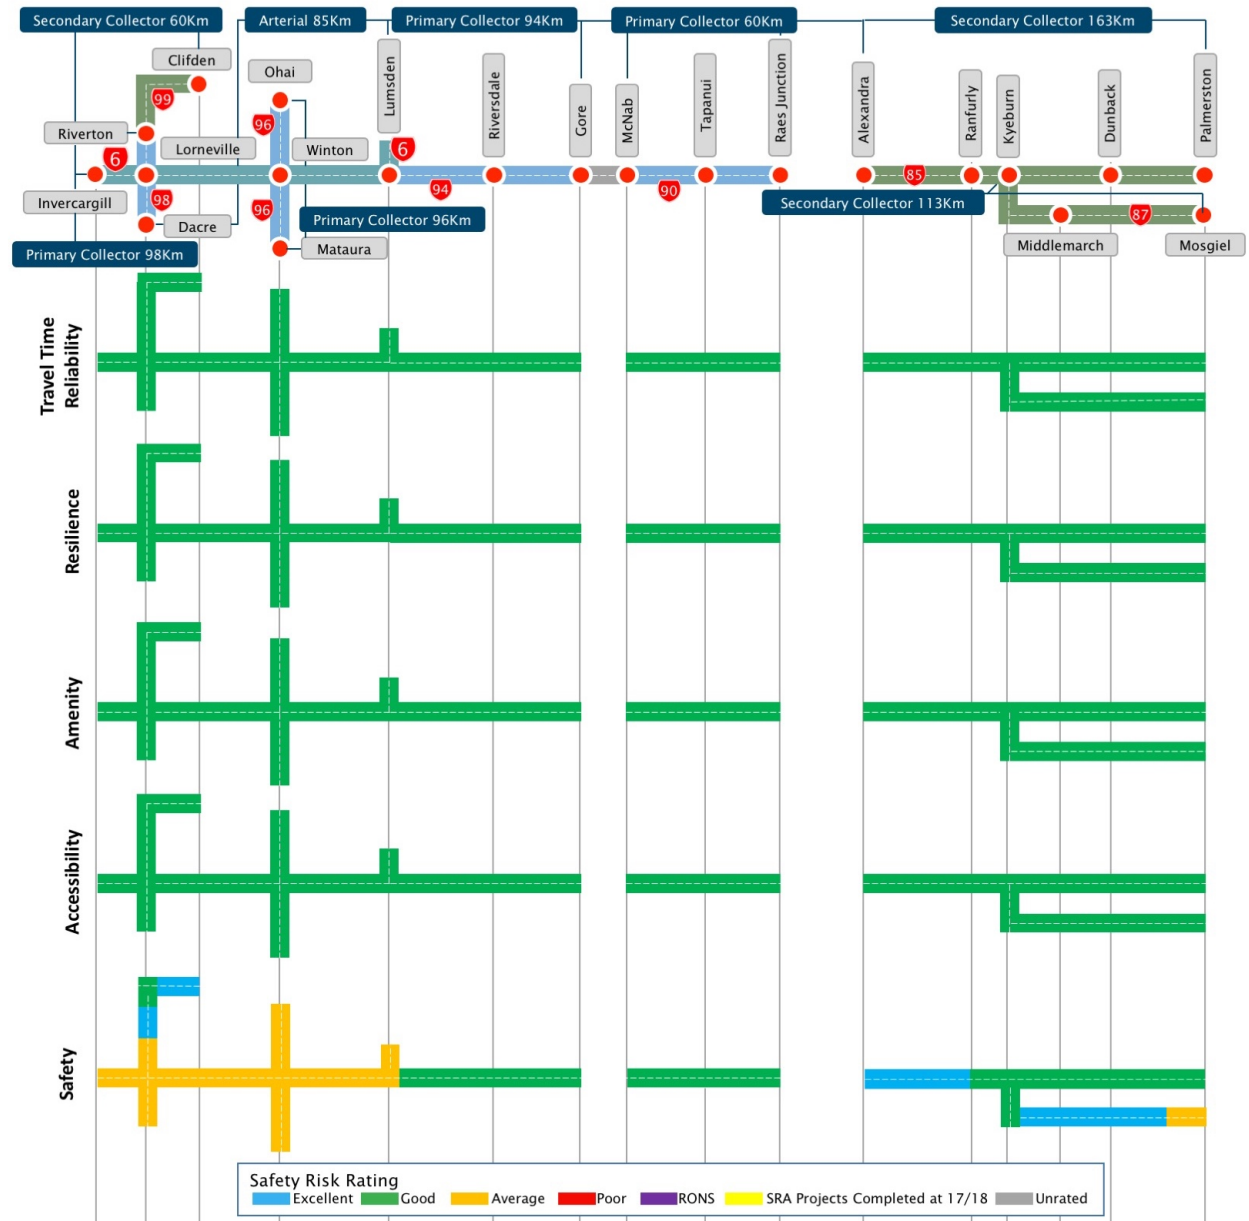 Secondary Collector 60Km
Arterial 85Km
Primary Collector 94Km
Primary Collector 60Km
Secondary Collector 163Km
Clifden
Ohai
Lumsden
Riversdale
Gore
McNab
Tapanui
Raes Junction
Alexandra
Ranfurly
Kyeburn
Dunback
Palmerston
99
96
Riverton
Lorneville
Winton
6
6
94
90
85
98
96
87
Invercargill
Dacre
Primary Collector 96Km
Secondary Collector 113Km
Primary Collector 98Km
Mataura
Middlemarch
Mosgiel
Travel Time
Reliability
Resilience
Amenity
Accessibility
Safety
Safety Risk Rating
Excellent
Good
Average
Poor
RONS
SRA Projects Completed at 17/18
Unrated